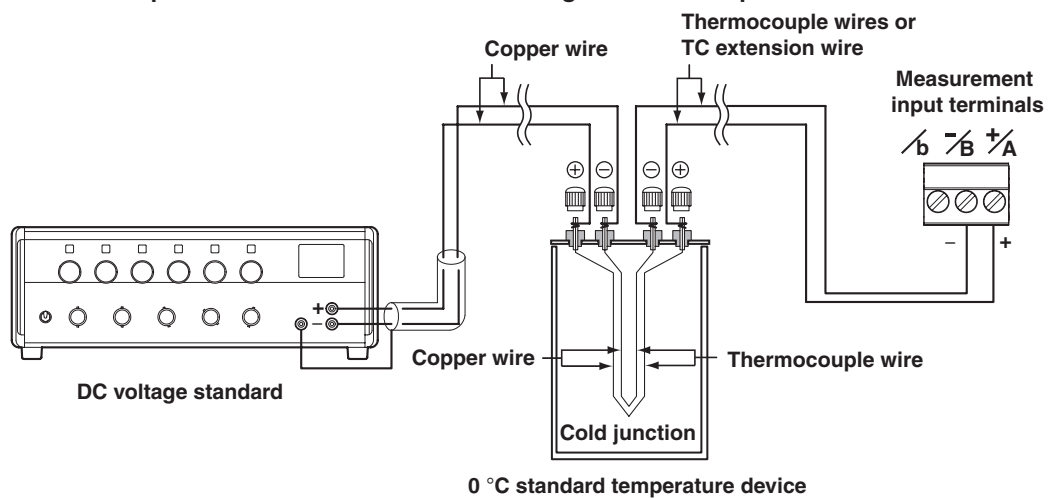 Thermocouple wires or
TC extension wire
Copper wire
Measurement
input terminals
/b −/B +/A
⊕ ⊖ ⊖ ⊕
− +
+
−
Copper wire
Thermocouple wire
DC voltage standard
Cold junction
0 °C standard temperature device